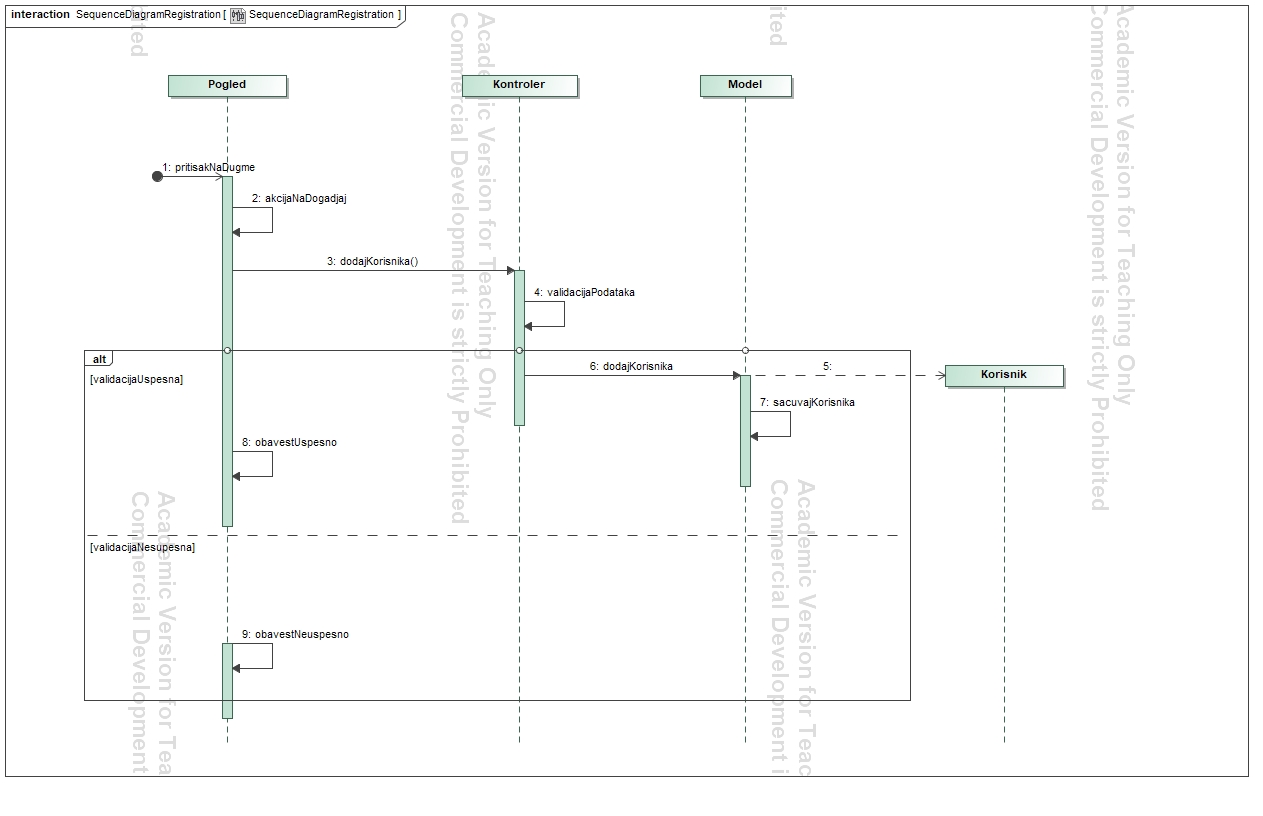 interaction SequenceDiagramRegistration [ SequenceDiagramRegistration ]
Pogled
Kontroler
Model
1: pritisakNaDugme
2: akcijaNaDogadjaj
3: dodajKorisnika()
4: validacijaPodataka
alt
[validacijaUspesna]
6: dodajKorisnika
5:
Korisnik
7: sacuvajKorisnika
8: obavestUspesno
[validacijaNesupesna]
9: obavestNeuspesno
Academic Version for Teaching Only
Commercial Development is strictly Prohibited
Academic Version for Teaching Only
Commercial Development is strictly Prohibited
Academic Version for Tea
Commercial Development
Academic Version for Teac
Commercial Development i
ited
ited